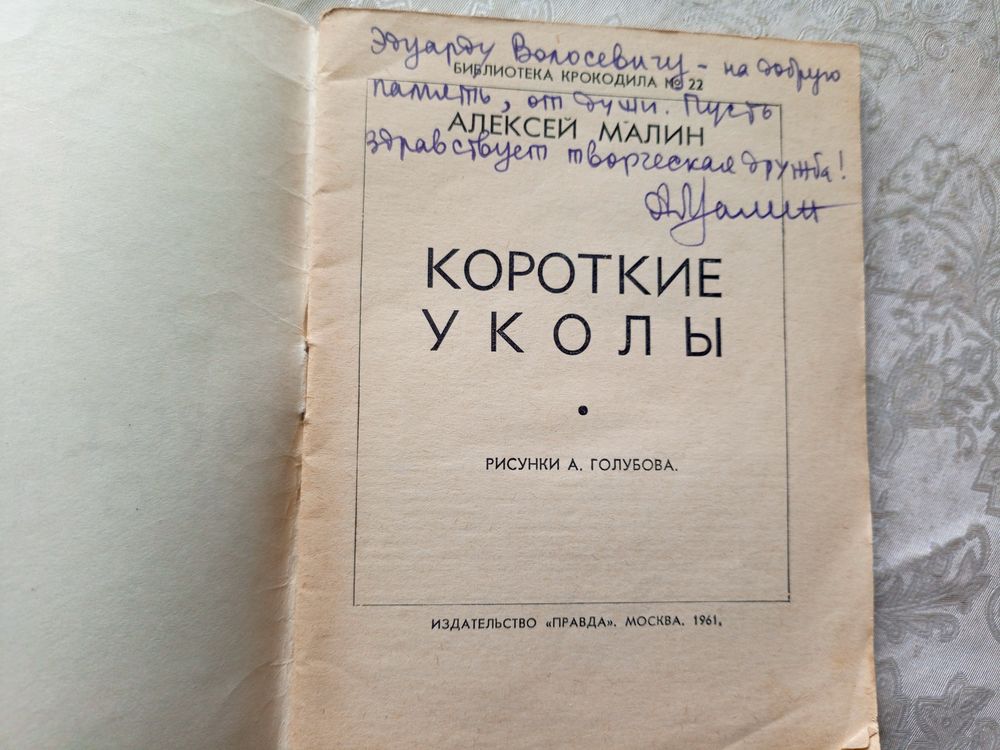 Эдуарду Волосевичу – на добрую
БИБЛИОТЕКА КРОКОДИЛА № 22
память, от души. Пусть
АЛЕКСЕЙ МАЛИН
здравствует творческая дружба!
АМалин
КОРОТКИЕ
УКОЛЫ
РИСУНКИ А. ГОЛУБОВА.
ИЗДАТЕЛЬСТВО «ПРАВДА». МОСКВА. 1961.